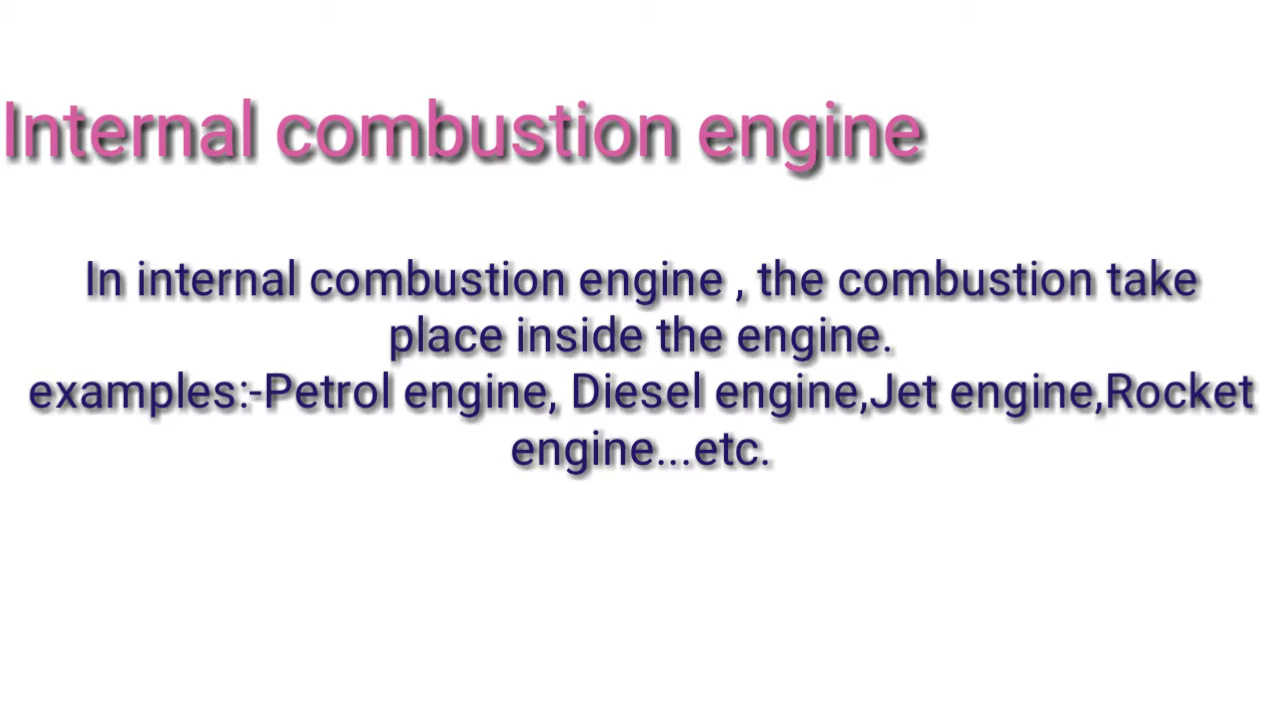 Internal combustion engine
In internal combustion engine , the combustion take
place inside the engine.
examples:-Petrol engine, Diesel engine,Jet engine,Rocket
engine...etc.